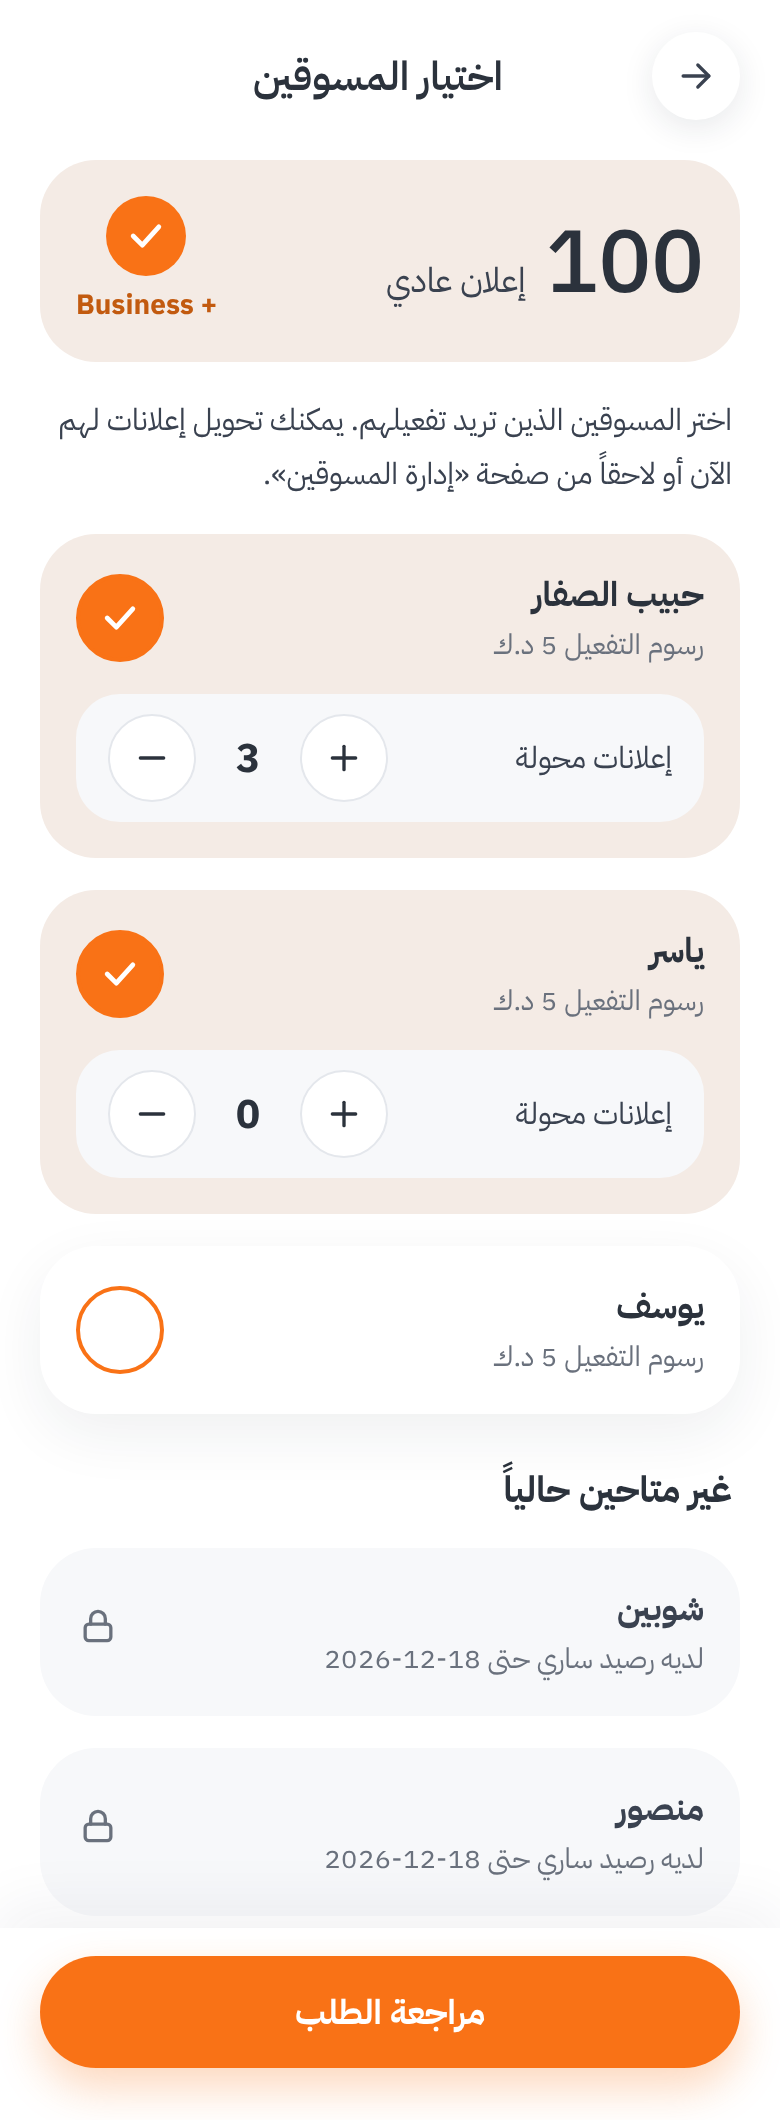 اختيار المسوقين
100 إعلان عادي
Business +
اختر المسوقين الذين تريد تفعيلهم. يمكنك تحويل إعلانات لهم
الآن أو لاحقاً من صفحة «إدارة المسوقين».
حبيب الصفار
رسوم التفعيل 5 د.ك
إعلانات محولة + 3 −
ياسر
رسوم التفعيل 5 د.ك
إعلانات محولة + 0 −
يوسف
رسوم التفعيل 5 د.ك
غير متاحين حالياً
شوبين
لديه رصيد ساري حتى 18-12-2026
منصور
لديه رصيد ساري حتى 18-12-2026
مراجعة الطلب